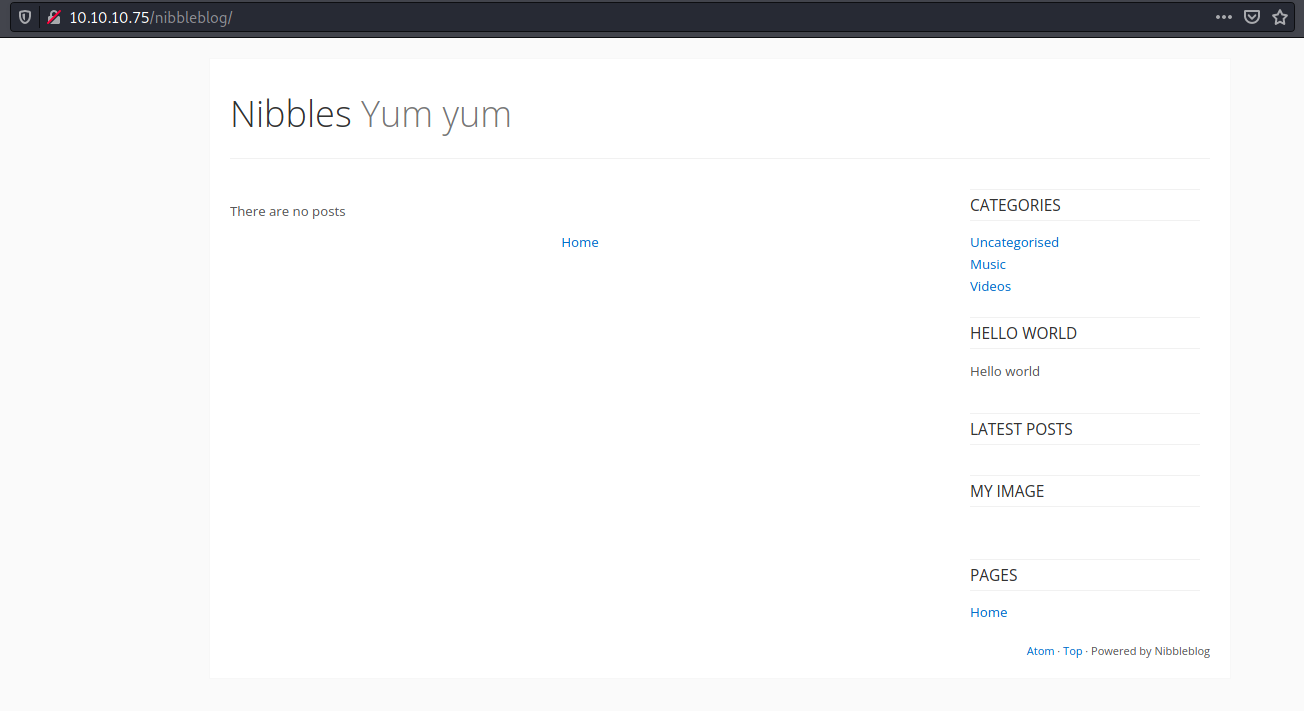 10.10.10.75/nibbleblog/
Nibbles Yum yum
There are no posts
Home
CATEGORIES
Uncategorised
Music
Videos
HELLO WORLD
Hello world
LATEST POSTS
MY IMAGE
PAGES
Home
Atom · Top · Powered by Nibbleblog